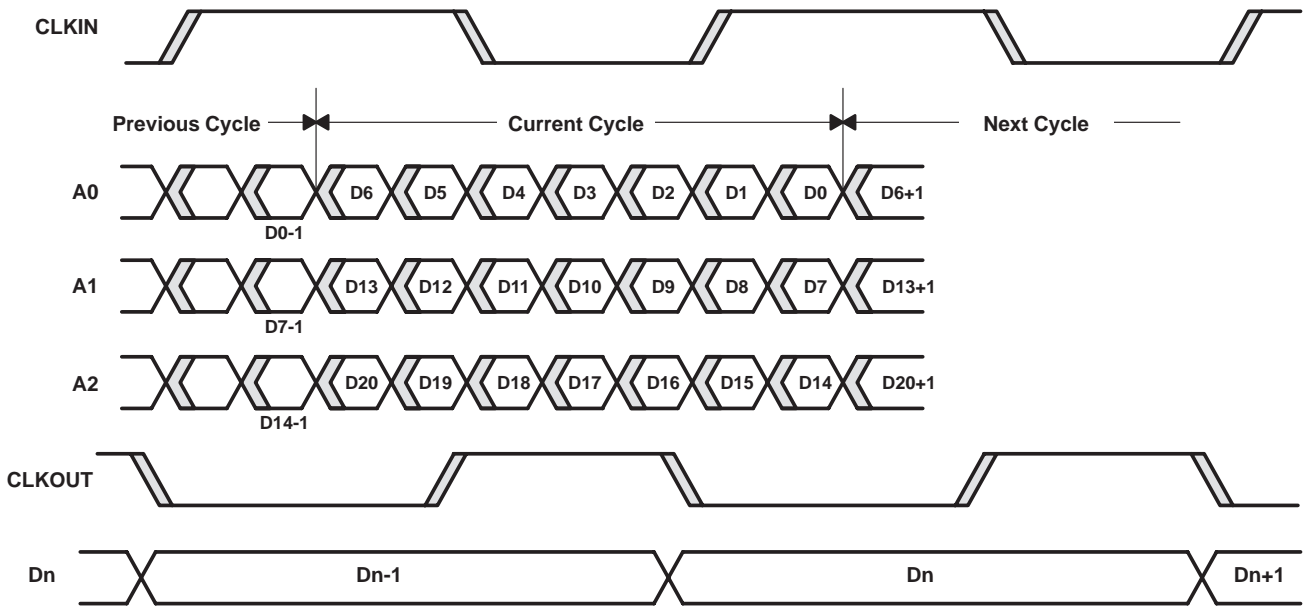 CLKIN
Previous Cycle Current Cycle Next Cycle
A0 D6 D5 D4 D3 D2 D1 D0 D6+1
D0-1
A1 D13 D12 D11 D10 D9 D8 D7 D13+1
D7-1
A2 D20 D19 D18 D17 D16 D15 D14 D20+1
D14-1
CLKOUT
Dn Dn-1 Dn Dn+1